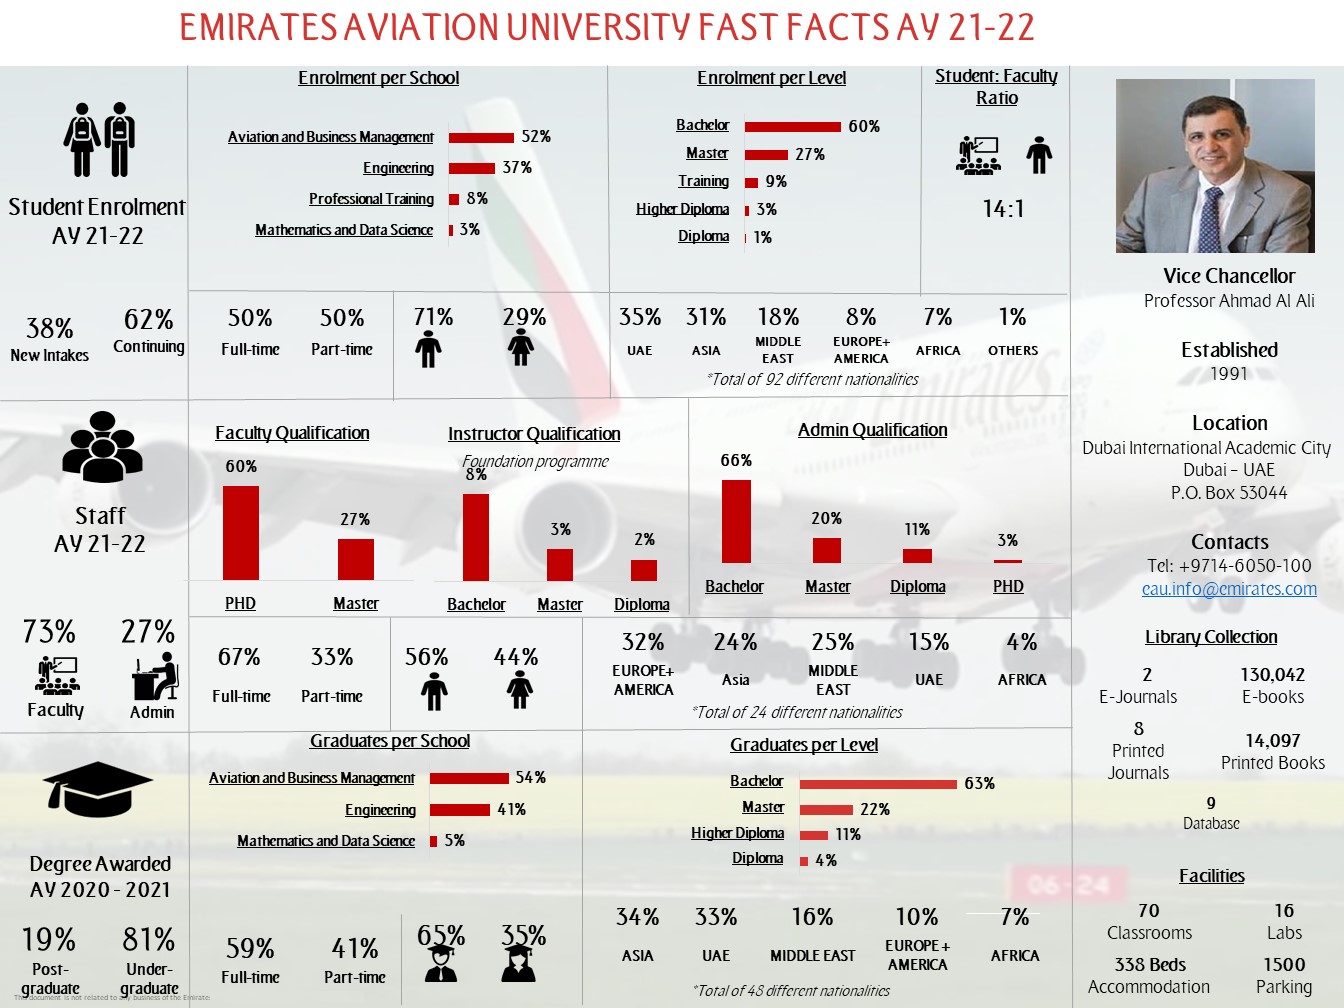 EMIRATES AVIATION UNIVERSITY FAST FACTS AY 21-22
Student Enrolment
AY 21-22
38%
New Intakes
62%
Continuing
Enrolment per School
Aviation and Business Management 52%
Engineering 37%
Professional Training 8%
Mathematics and Data Science 3%
Enrolment per Level
Bachelor 60%
Master 27%
Training 9%
Higher Diploma 3%
Diploma 1%
Student: Faculty
Ratio
14:1
50% 50%
Full-time Part-time
71% 29%
35% 31% 18% 8% 7% 1%
UAE ASIA MIDDLE EAST EUROPE+ AMERICA AFRICA OTHERS
*Total of 92 different nationalities
Staff
AY 21-22
73% 27%
Faculty Admin
Faculty Qualification
60% 27%
PHD Master
Instructor Qualification
Foundation programme
8% 3% 2%
Bachelor Master Diploma
Admin Qualification
66% 20% 11% 3%
Bachelor Master Diploma PHD
67% 33%
Full-time Part-time
56% 44%
32% 24% 25% 15% 4%
EUROPE+ AMERICA Asia MIDDLE EAST UAE AFRICA
*Total of 24 different nationalities
Degree Awarded
AY 2020 - 2021
19% 81%
Post-
graduate
Under-
graduate
Graduates per School
Aviation and Business Management 54%
Engineering 41%
Mathematics and Data Science 5%
Graduates per Level
Bachelor 63%
Master 22%
Higher Diploma 11%
Diploma 4%
59% 41%
Full-time Part-time
65% 35%
34% 33% 16% 10% 7%
ASIA UAE MIDDLE EAST EUROPE+ AMERICA AFRICA
*Total of 48 different nationalities
Emirates
06-24
Vice Chancellor
Professor Ahmad Al Ali
Established
1991
Location
Dubai International Academic City
Dubai – UAE
P.O. Box 53044
Contacts
Tel: +9714-6050-100
eau.info@emirates.com
Library Collection
2
E-Journals
130,042
E-books
8
Printed
Journals
14,097
Printed Books
9
Database
Facilities
70
Classrooms
16
Labs
338 Beds
Accommodation
1500
Parking
This document is not related to any business of the Emirate: